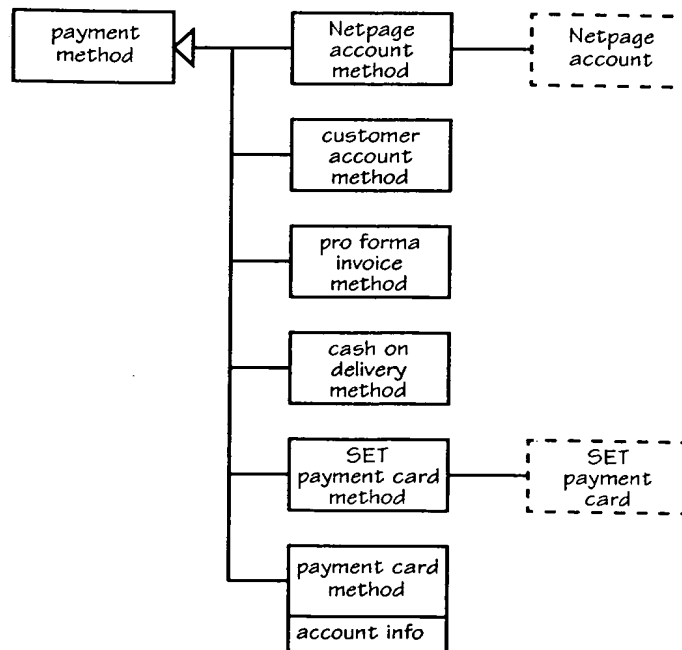 payment
method
Netpage
account
method
Netpage
account
customer
account
method
pro forma
invoice
method
cash on
delivery
method
SET
payment card
method
SET
payment
card
payment card
method
account info